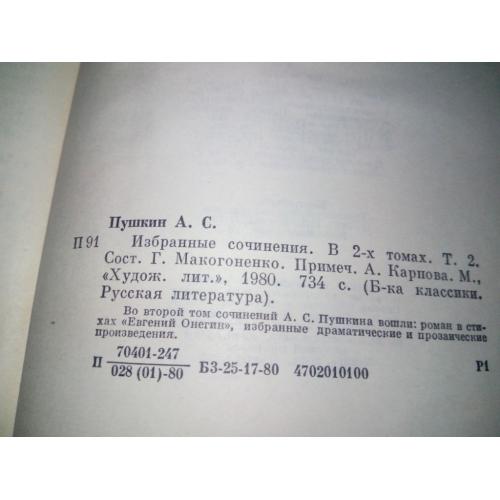 Пушкин А. С.
П 91 Избранные сочинения. В 2-х томах. Т. 2.
Сост. Г. Макогоненко. Примеч. А. Карпова. М.,
«Худож. лит.», 1980. 734 с. (Б-ка классики.
Русская литература).
Во второй том сочинений А. С. Пушкина вошли: роман в сти-
хах «Евгений Онегин», избранные драматические и прозаические
произведения.
70401-247
П 028 (01)-80 БЗ-25-17-80 4702010100 Р1